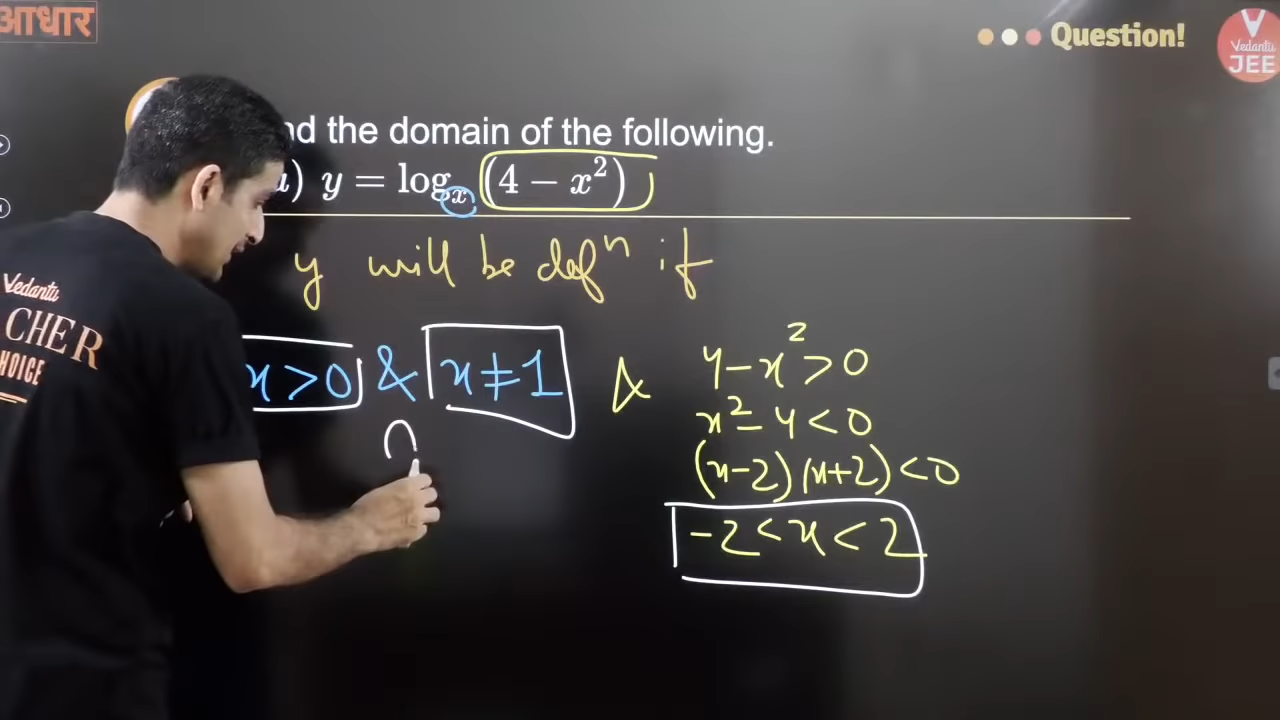 आधार
Question!
Vedantu
JEE
nd the domain of the following.
) y = logₓ (4 − x²)
y will be defⁿ if
x > 0 & x ≠ 1 & 4 − x² > 0
x² − 4 < 0
(x−2)(x+2) < 0
−2 < x < 2
∩
Vedantu
CHER
HOICE